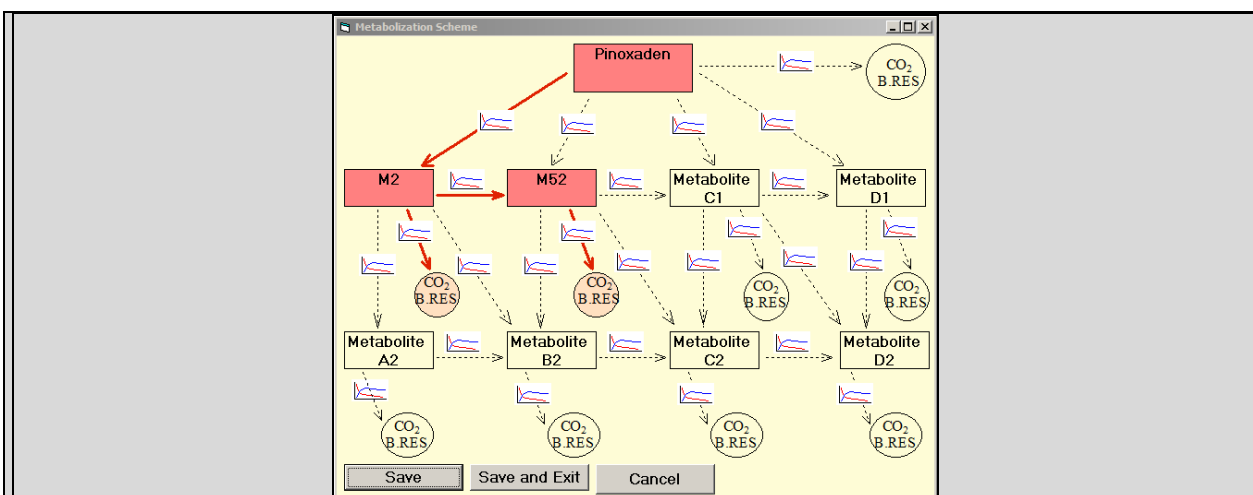 Metabolization Scheme
Pinoxaden
CO2
B.RES
M2
M52
Metabolite
C1
Metabolite
D1
CO2
B.RES
CO2
B.RES
CO2
B.RES
CO2
B.RES
Metabolite
A2
Metabolite
B2
Metabolite
C2
Metabolite
D2
CO2
B.RES
CO2
B.RES
CO2
B.RES
CO2
B.RES
Save
Save and Exit
Cancel